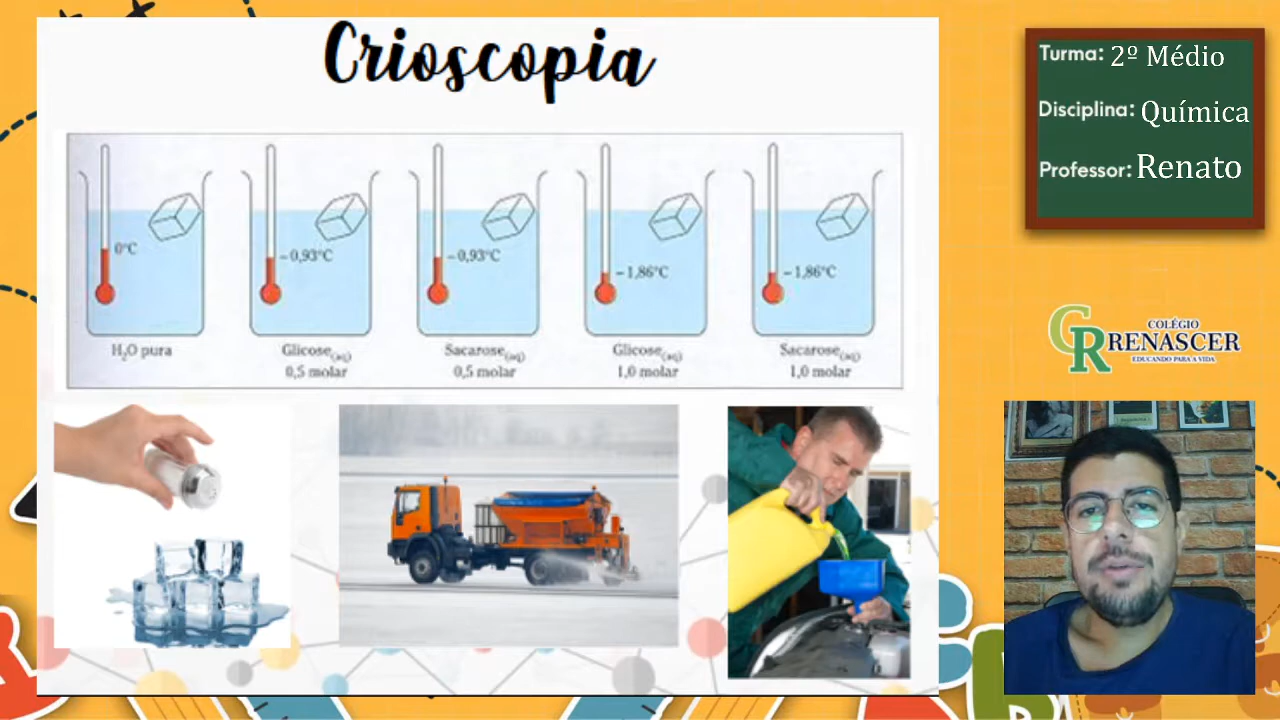 Crioscopia
0°C
-0,93°C
-0,93°C
-1,86°C
-1,86°C
H₂O pura
Glicose(aq)
0,5 molar
Sacarose(aq)
0,5 molar
Glicose(aq)
1,0 molar
Sacarose(aq)
1,0 molar
Turma: 2º Médio
Disciplina: Química
Professor: Renato
CR
COLÉGIO
RENASCER
EDUCANDO PARA A VIDA